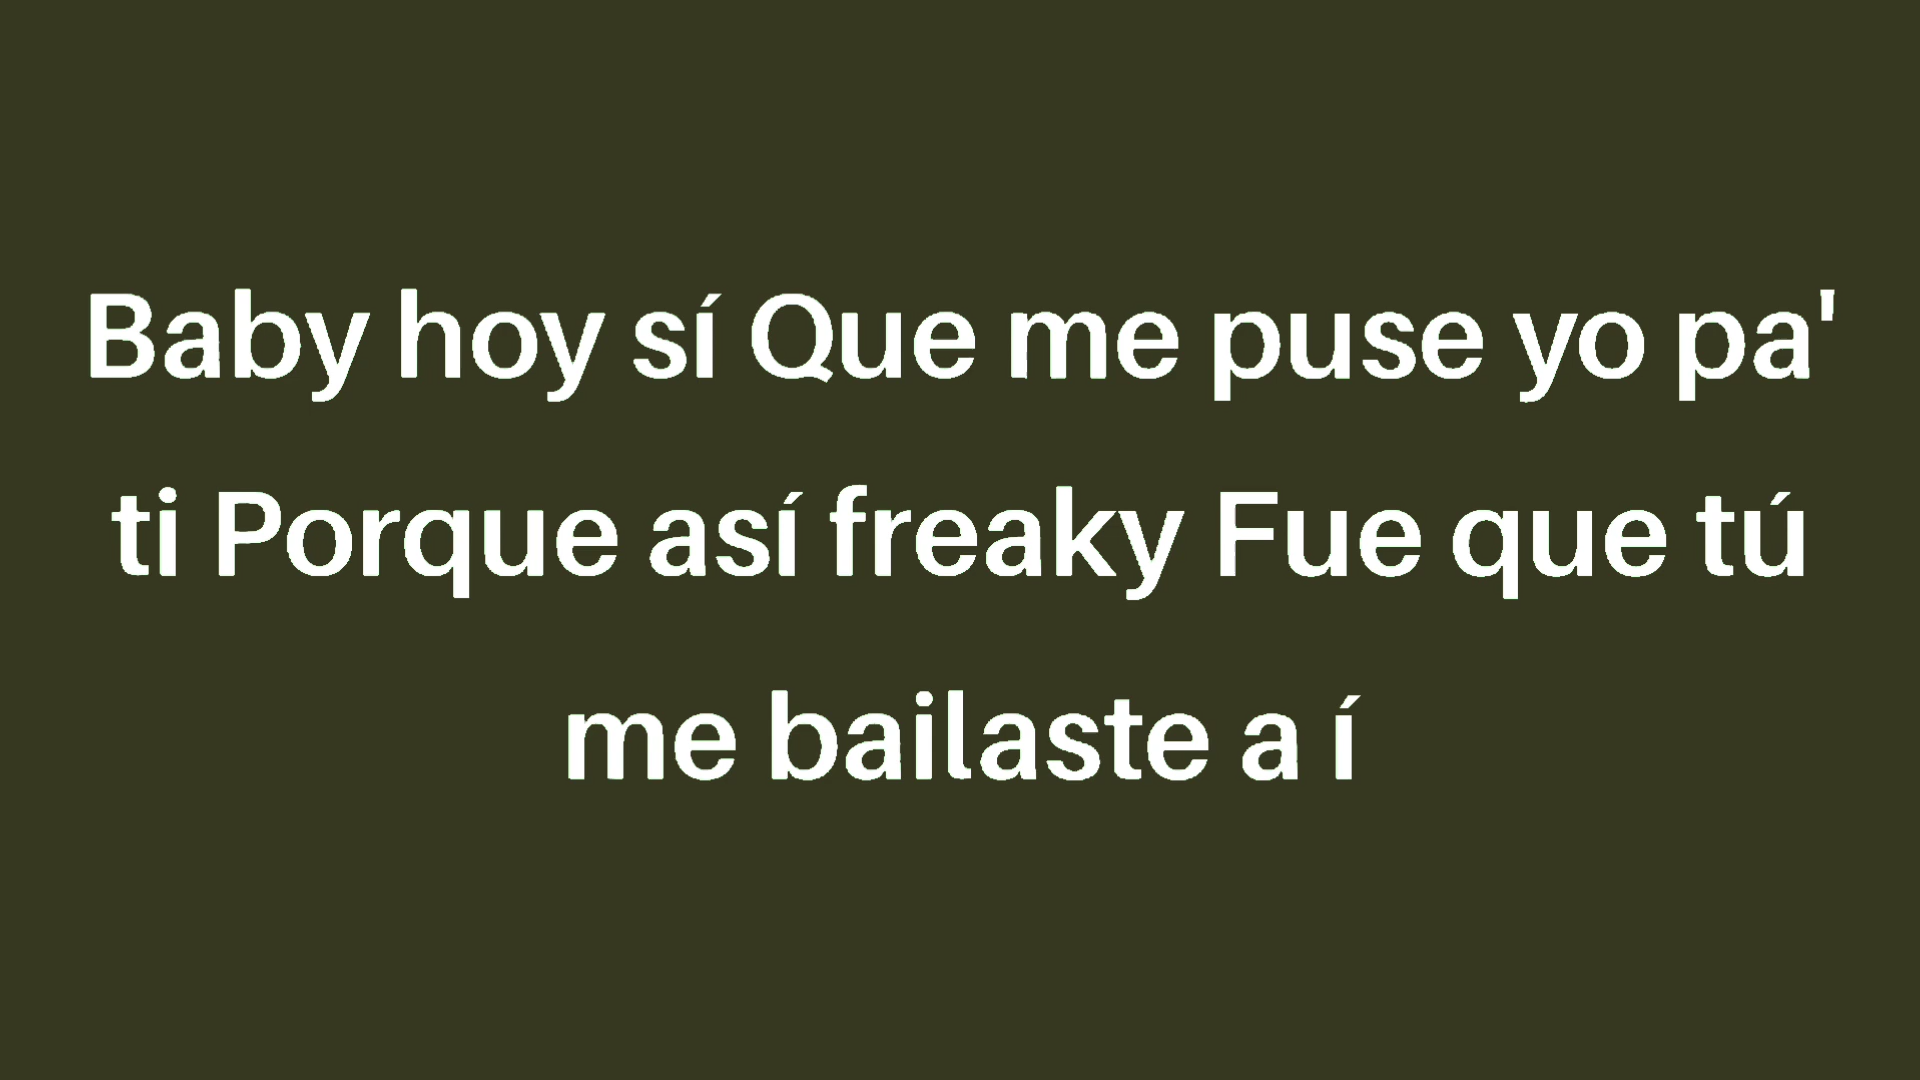 Baby hoy sí Que me puse yo pa'
ti Porque así freaky Fue que tú
me bailaste a í